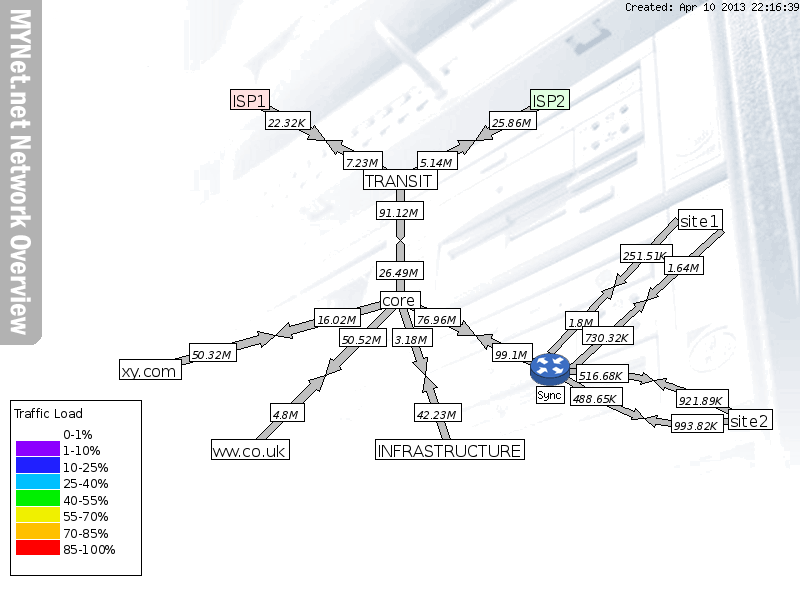 Created: Apr 10 2013 22:16:39
MYNet.net Network Overview
ISP1
ISP2
22.32K
25.86M
7.23M
5.14M
TRANSIT
91.12M
site1
251.51K
1.64M
26.49M
core
16.02M
76.96M
1.8M
50.52M
3.18M
730.32K
50.32M
99.1M
xy.com
516.68K
Sync
488.65K
921.89K
4.8M
42.23M
993.82K
site2
ww.co.uk
INFRASTRUCTURE
Traffic Load
0-1%
1-10%
10-25%
25-40%
40-55%
55-70%
70-85%
85-100%